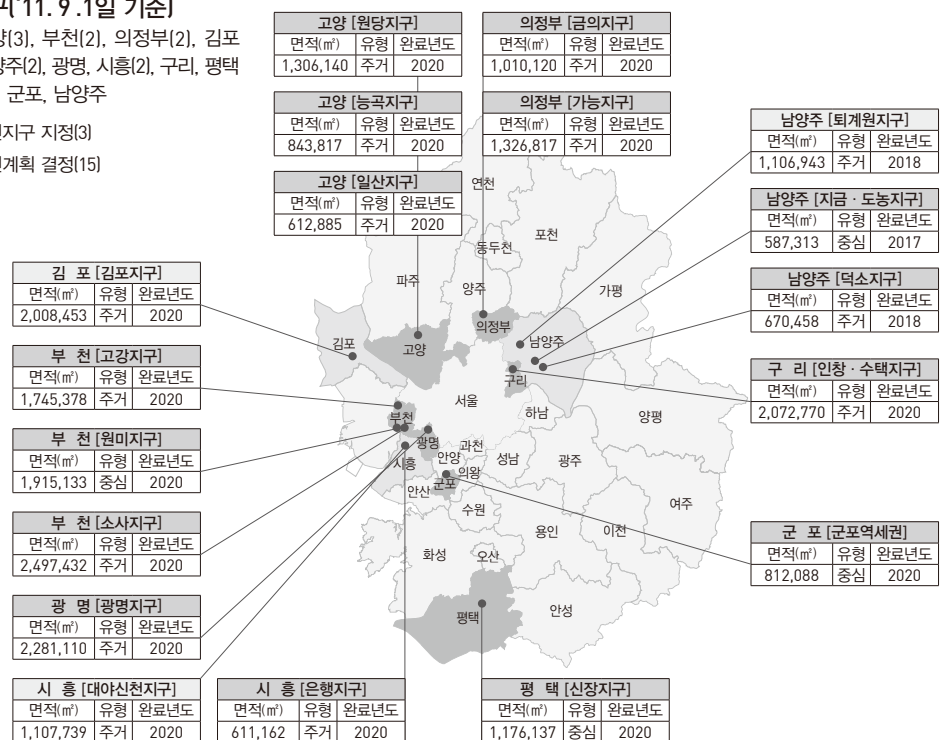 ('11. 9 .1일 기준)
(3), 부천(2), 의정부(2), 김포
주(2), 광명, 시흥(2), 구리, 평택
군포, 남양주
지구 지정(3)
계획 결정(15)
고양 [원당지구]
면적(㎡) 유형 완료년도
1,306,140 주거 2020
의정부 [금의지구]
면적(㎡) 유형 완료년도
1,010,120 주거 2020
고양 [능곡지구]
면적(㎡) 유형 완료년도
843,817 주거 2020
의정부 [가능지구]
면적(㎡) 유형 완료년도
1,326,817 주거 2020
고양 [일산지구]
면적(㎡) 유형 완료년도
612,885 주거 2020
남양주 [퇴계원지구]
면적(㎡) 유형 완료년도
1,106,943 주거 2018
남양주 [지금 · 도농지구]
면적(㎡) 유형 완료년도
587,313 중심 2017
남양주 [덕소지구]
면적(㎡) 유형 완료년도
670,458 주거 2018
구 리 [인창 · 수택지구]
면적(㎡) 유형 완료년도
2,072,770 주거 2020
군 포 [군포역세권]
면적(㎡) 유형 완료년도
812,088 중심 2020
김 포 [김포지구]
면적(㎡) 유형 완료년도
2,008,453 주거 2020
부 천 [고강지구]
면적(㎡) 유형 완료년도
1,745,378 주거 2020
부 천 [원미지구]
면적(㎡) 유형 완료년도
1,915,133 중심 2020
부 천 [소사지구]
면적(㎡) 유형 완료년도
2,497,432 주거 2020
광 명 [광명지구]
면적(㎡) 유형 완료년도
2,281,110 주거 2020
시 흥 [대야신천지구]
면적(㎡) 유형 완료년도
1,107,739 주거 2020
시 흥 [은행지구]
면적(㎡) 유형 완료년도
611,162 주거 2020
평 택 [신장지구]
면적(㎡) 유형 완료년도
1,176,137 중심 2020
연천
포천
동두천
파주
양주
가평
의정부
남양주
김포
고양
구리
서울
하남
양평
부천
광명
과천
시흥
안양
의왕
성남
광주
안산
군포
수원
여주
용인
이천
화성
오산
평택
안성